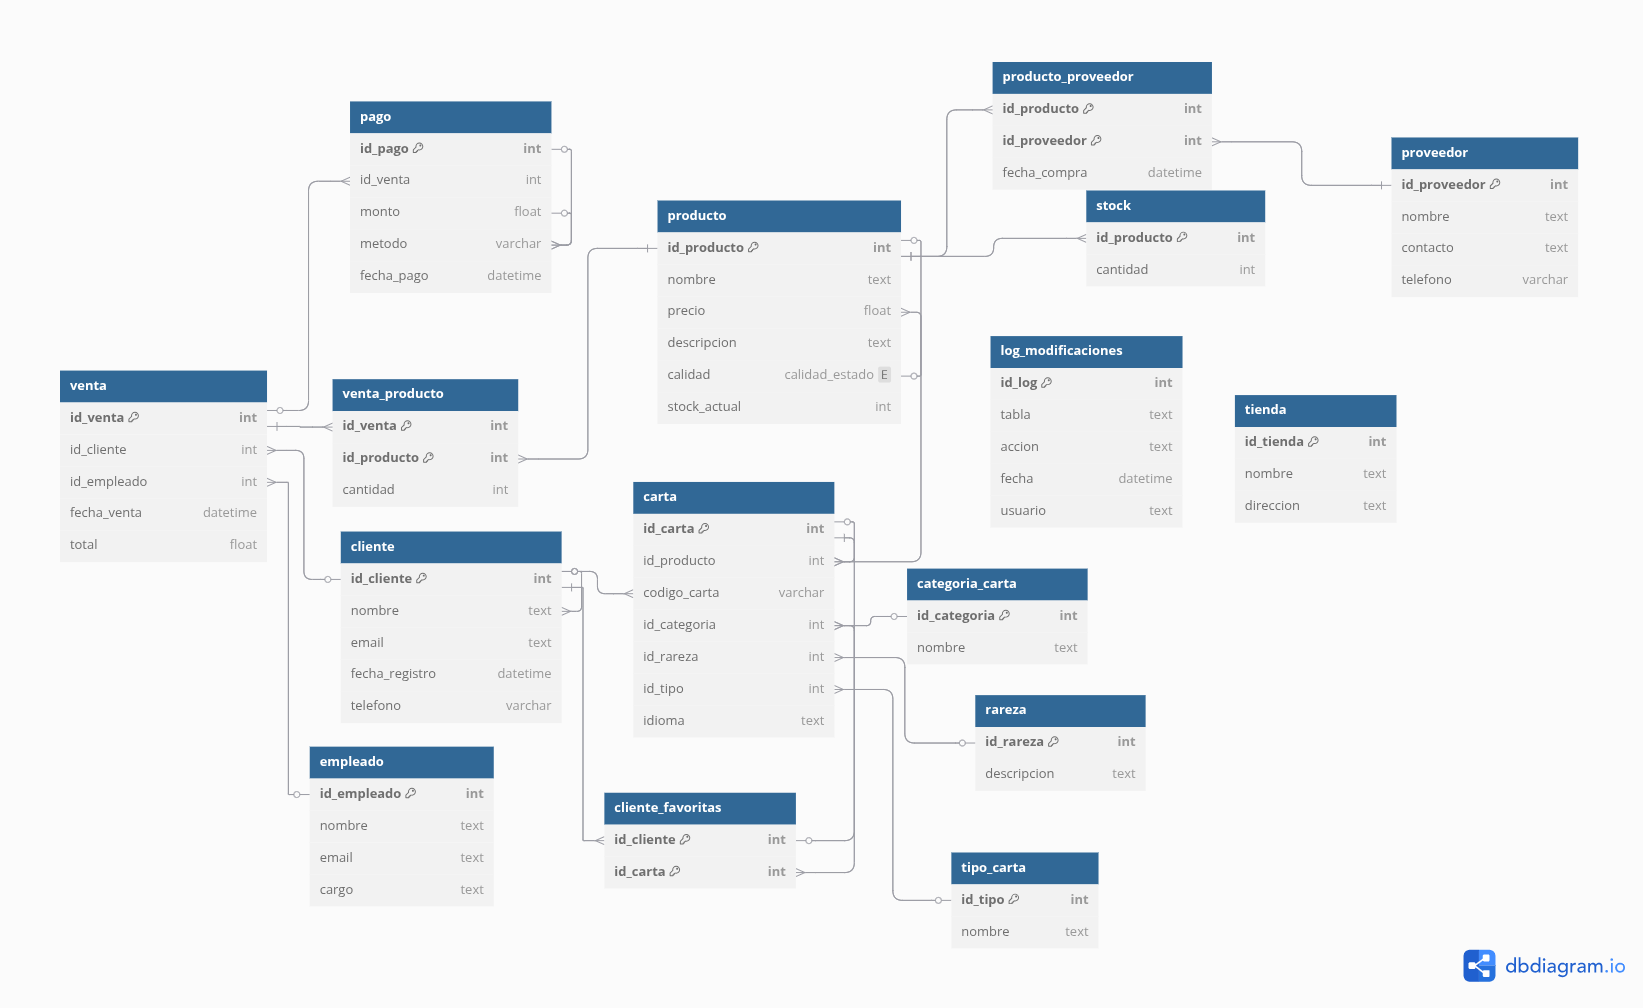 pago
id_pago int
id_venta int
monto float
metodo varchar
fecha_pago datetime
producto_proveedor
id_producto int
id_proveedor int
fecha_compra datetime
proveedor
id_proveedor int
nombre text
contacto text
telefono varchar
stock
id_producto int
cantidad int
producto
id_producto int
nombre text
precio float
descripcion text
calidad calidad_estado E
stock_actual int
venta
id_venta int
id_cliente int
id_empleado int
fecha_venta datetime
total float
venta_producto
id_venta int
id_producto int
cantidad int
log_modificaciones
id_log int
tabla text
accion text
fecha datetime
usuario text
tienda
id_tienda int
nombre text
direccion text
carta
id_carta int
id_producto int
codigo_carta varchar
id_categoria int
id_rareza int
id_tipo int
idioma text
cliente
id_cliente int
nombre text
email text
fecha_registro datetime
telefono varchar
categoria_carta
id_categoria int
nombre text
rareza
id_rareza int
descripcion text
empleado
id_empleado int
nombre text
email text
cargo text
cliente_favoritas
id_cliente int
id_carta int
tipo_carta
id_tipo int
nombre text
dbdiagram.io